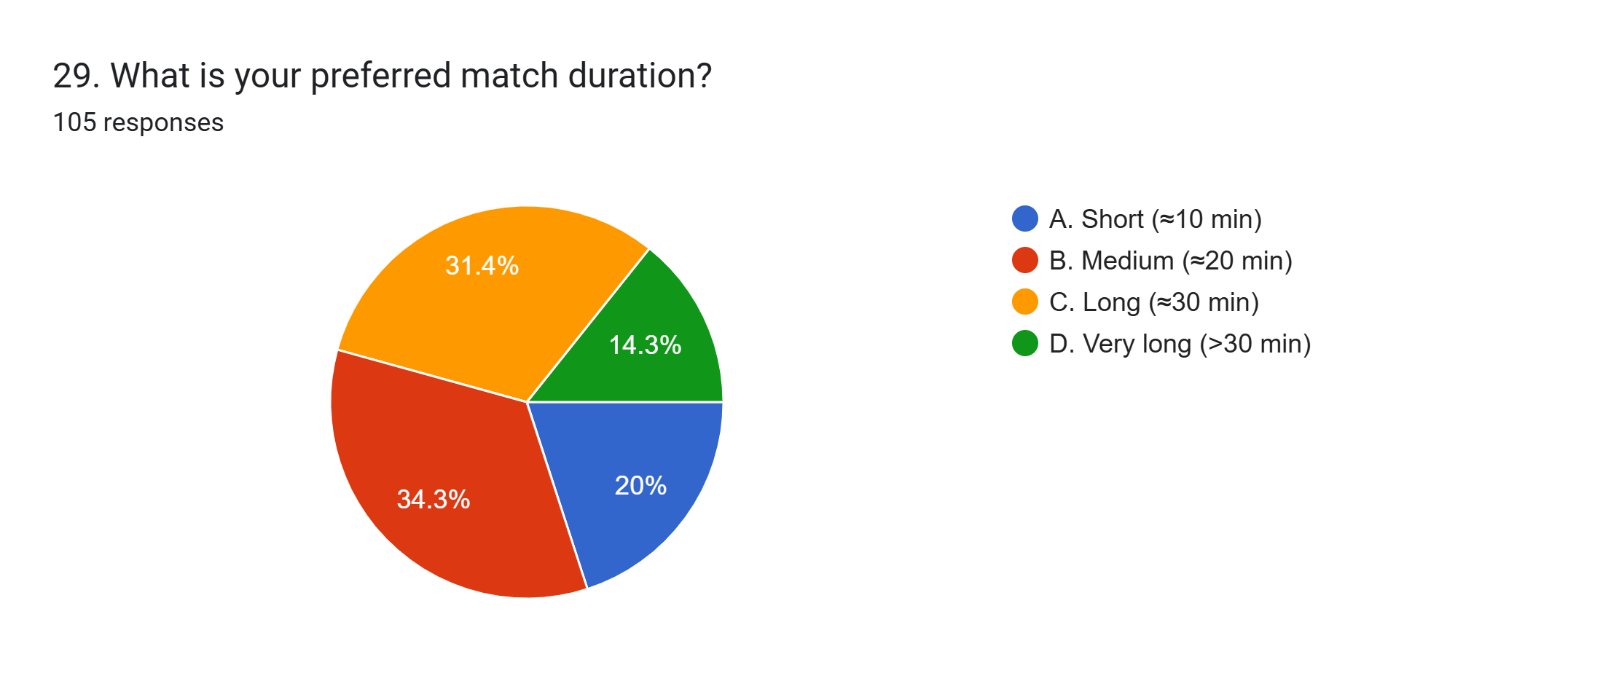 29. What is your preferred match duration?
105 responses
31.4%
14.3%
34.3%
20%
A. Short (≈10 min)
B. Medium (≈20 min)
C. Long (≈30 min)
D. Very long (>30 min)